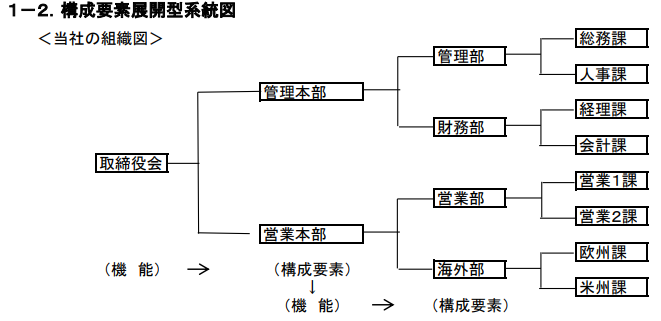 1－2．構成要素展開型系統図
＜当社の組織図＞
取締役会
管理本部
営業本部
管理部
財務部
営業部
海外部
総務課
人事課
経理課
会計課
営業1課
営業2課
欧州課
米州課
（機　能）　→　（構成要素）
↓
（機　能）　→　（構成要素）